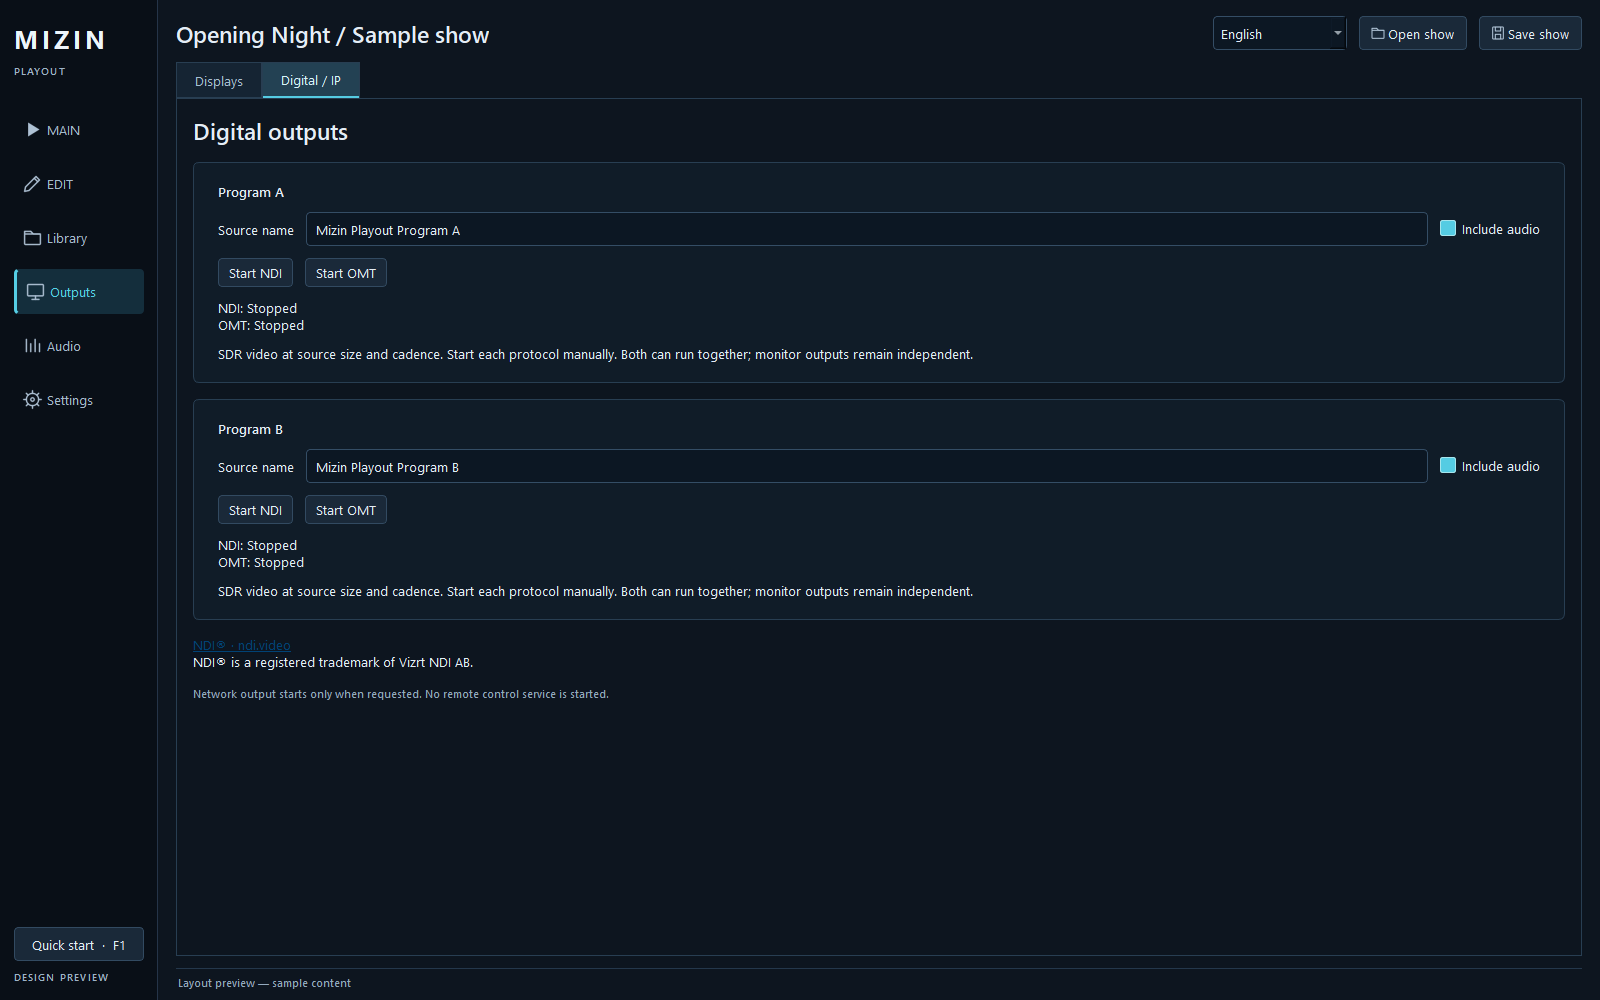 MIZIN
PLAYOUT
MAIN
EDIT
Library
Outputs
Audio
Settings
Quick start · F1
DESIGN PREVIEW
Opening Night / Sample show
English
Open show
Save show
Displays
Digital / IP
Digital outputs
Program A
Source name
Mizin Playout Program A
Include audio
Start NDI
Start OMT
NDI: Stopped
OMT: Stopped
SDR video at source size and cadence. Start each protocol manually. Both can run together; monitor outputs remain independent.
Program B
Source name
Mizin Playout Program B
Include audio
Start NDI
Start OMT
NDI: Stopped
OMT: Stopped
SDR video at source size and cadence. Start each protocol manually. Both can run together; monitor outputs remain independent.
NDI® · ndi.video
NDI® is a registered trademark of Vizrt NDI AB.
Network output starts only when requested. No remote control service is started.
Layout preview — sample content